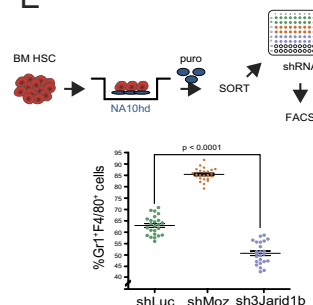 E
BM HSC
puro
NA10hd
SORT
shRNA
FACS
p < 0.0001
%Gr1⁺F4/80⁺ cells
95
90
85
80
75
70
65
60
55
50
45
40
shLuc shMoz sh3Jarid1b